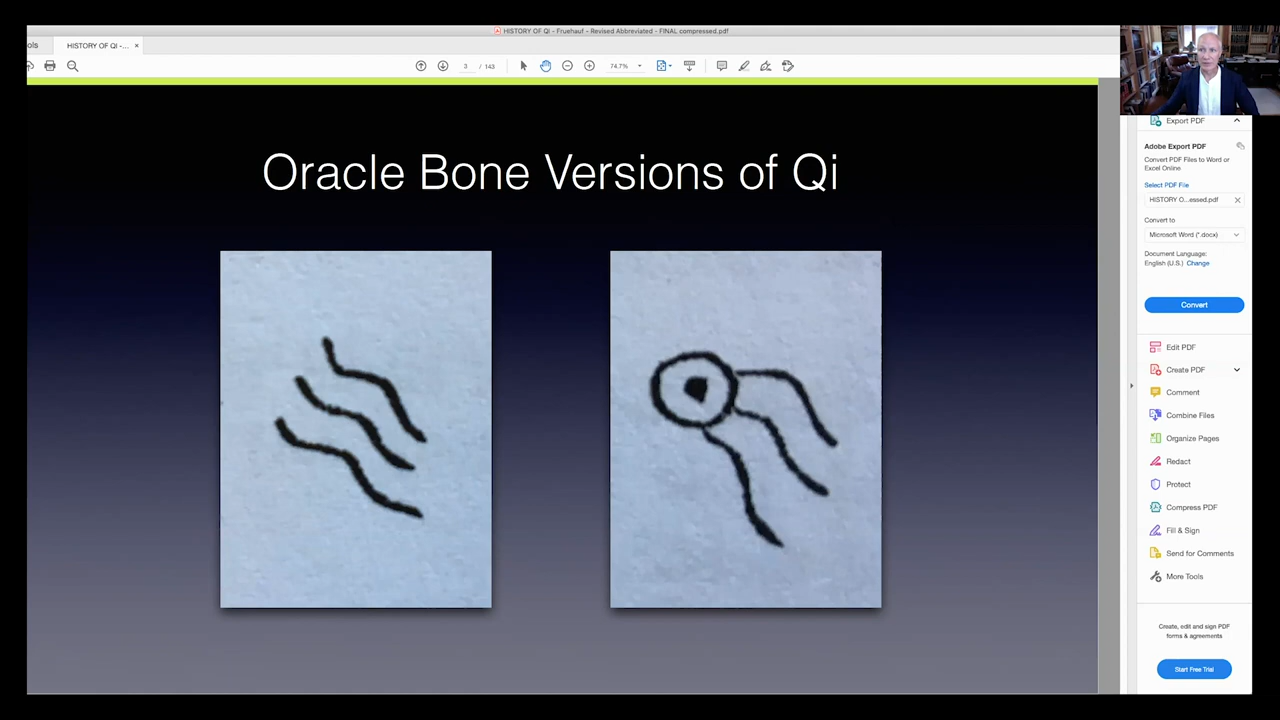 HISTORY OF QI - Fruehauf - Revised Abbreviated - FINAL compressed.pdf
ols
HISTORY OF QI -... ×
3 / 143
74.7%
Oracle Bone Versions of Qi
Export PDF
Adobe Export PDF
Convert PDF Files to Word or
Excel Online
Select PDF File
HISTORY O...essed.pdf
Convert to
Microsoft Word (*.docx)
Document Language:
English (U.S.) Change
Convert
Edit PDF
Create PDF
Comment
Combine Files
Organize Pages
Redact
Protect
Compress PDF
Fill & Sign
Send for Comments
More Tools
Create, edit and sign PDF
forms & agreements
Start Free Trial